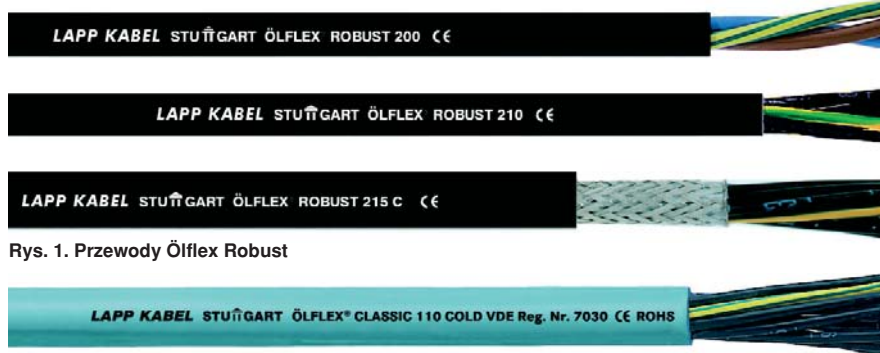 LAPP KABEL STUTTGART ÖLFLEX ROBUST 200 CE
LAPP KABEL STUTTGART ÖLFLEX ROBUST 210 CE
LAPP KABEL STUTTGART ÖLFLEX ROBUST 215 C CE
Rys. 1. Przewody Ölflex Robust
LAPP KABEL STUTTGART ÖLFLEX® CLASSIC 110 COLD VDE Reg. Nr. 7030 CE ROHS